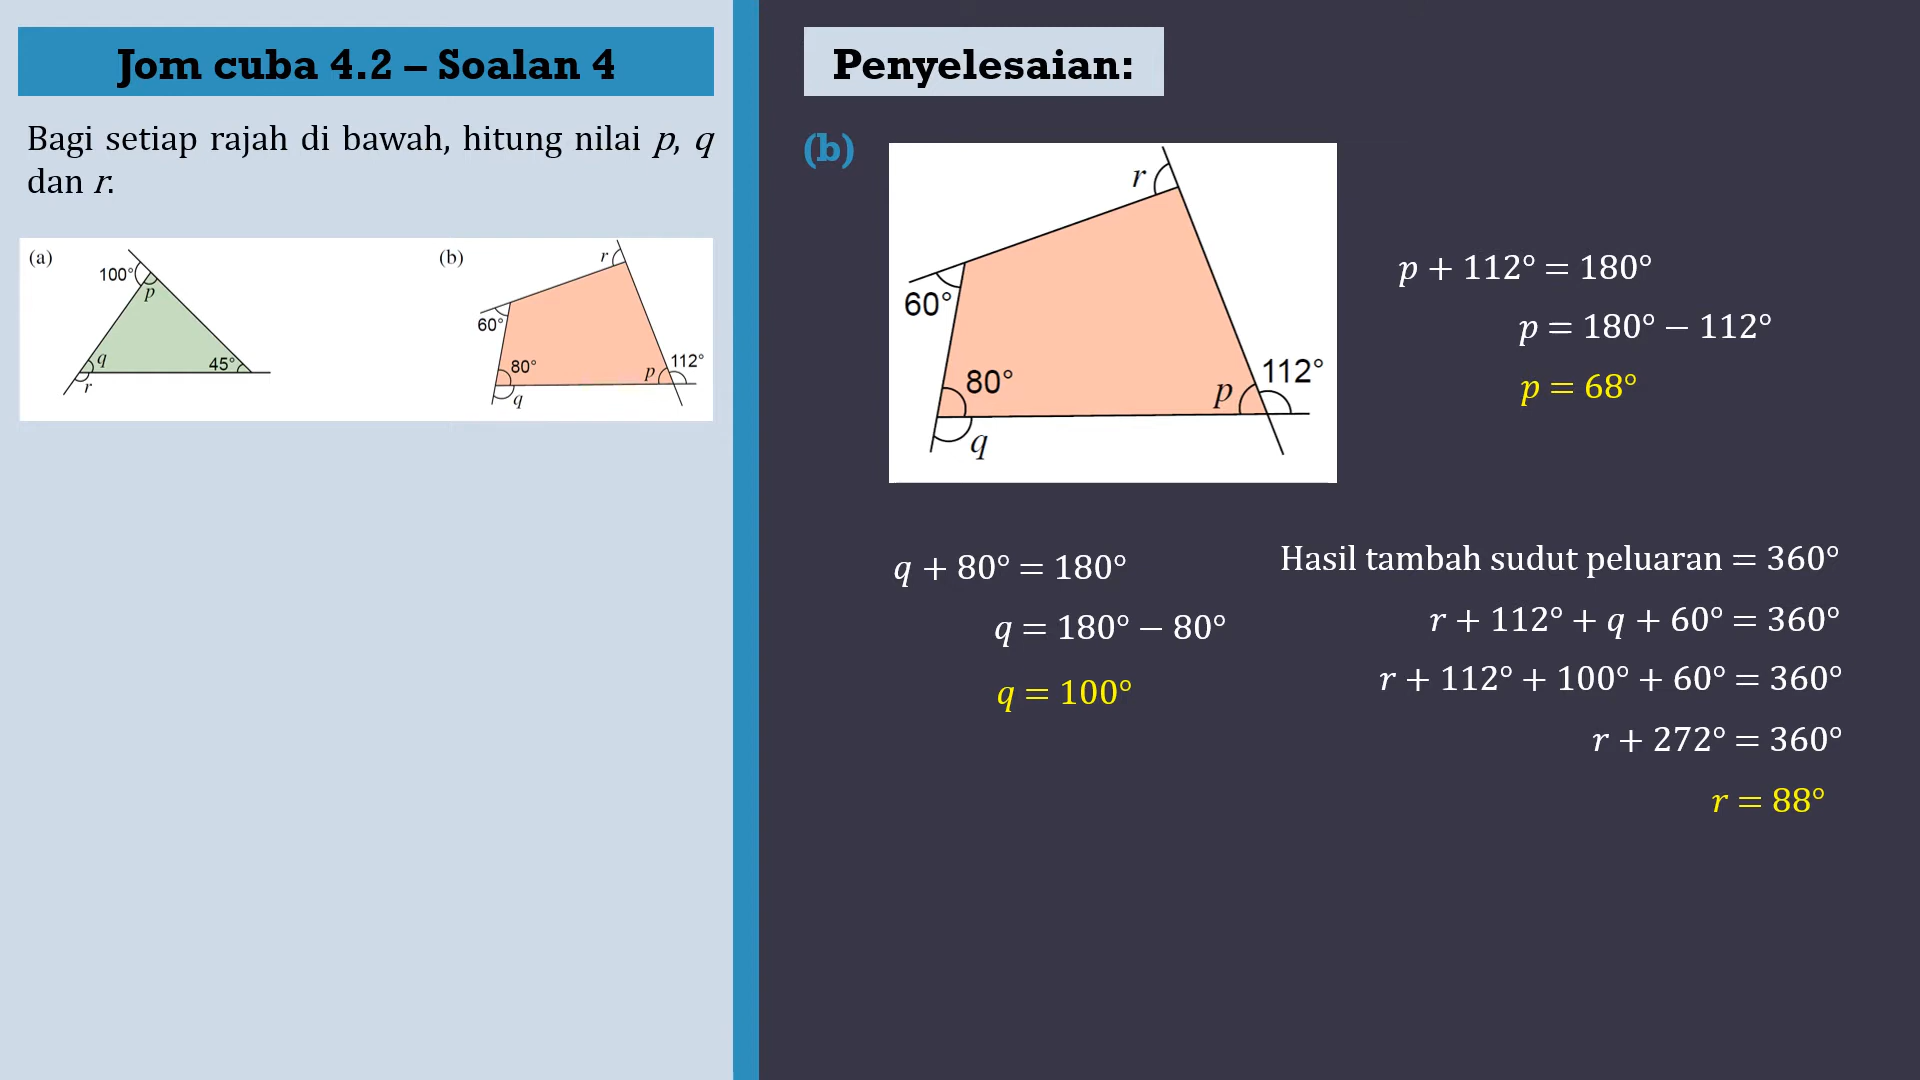 Jom cuba 4.2 – Soalan 4
Bagi setiap rajah di bawah, hitung nilai p, q
dan r.
(a)
100°
p
q
45°
r
(b)
r
60°
80°
p
112°
q
Penyelesaian:
(b)
r
60°
80°
p
112°
q
p + 112° = 180°
p = 180° − 112°
p = 68°
q + 80° = 180°
q = 180° − 80°
q = 100°
Hasil tambah sudut peluaran = 360°
r + 112° + q + 60° = 360°
r + 112° + 100° + 60° = 360°
r + 272° = 360°
r = 88°